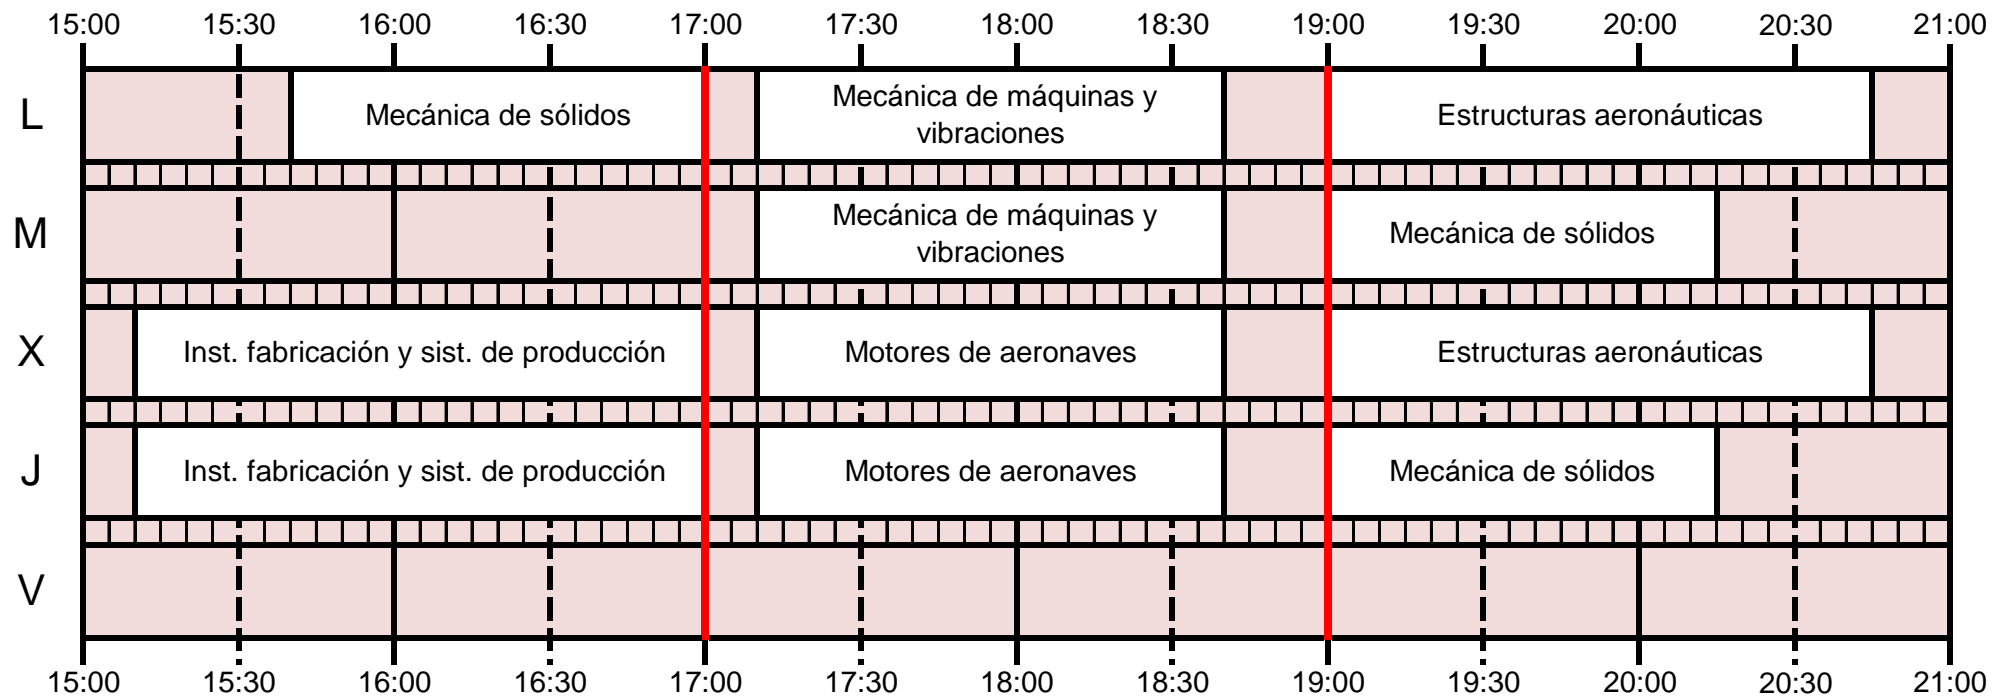 15:00 15:30 16:00 16:30 17:00 17:30 18:00 18:30 19:00 19:30 20:00 20:30 21:00
L
Mecánica de sólidos
Mecánica de máquinas y
vibraciones
Estructuras aeronáuticas
M
Mecánica de máquinas y
vibraciones
Mecánica de sólidos
X
Inst. fabricación y sist. de producción
Motores de aeronaves
Estructuras aeronáuticas
J
Inst. fabricación y sist. de producción
Motores de aeronaves
Mecánica de sólidos
V
15:00 15:30 16:00 16:30 17:00 17:30 18:00 18:30 19:00 19:30 20:00 20:30 21:00